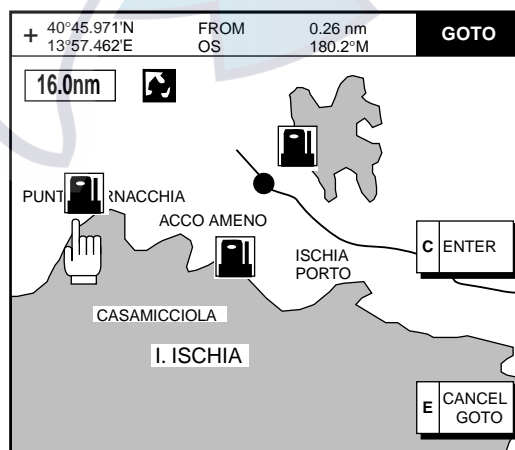 + 40°45.971'N FROM 0.26 nm GOTO
13°57.462'E OS 180.2°M
16.0nm
PUNT RNACCHIA
ACCO AMENO
C ENTER
ISCHIA
PORTO
CASAMICCIOLA
I. ISCHIA
E CANCEL
GOTO